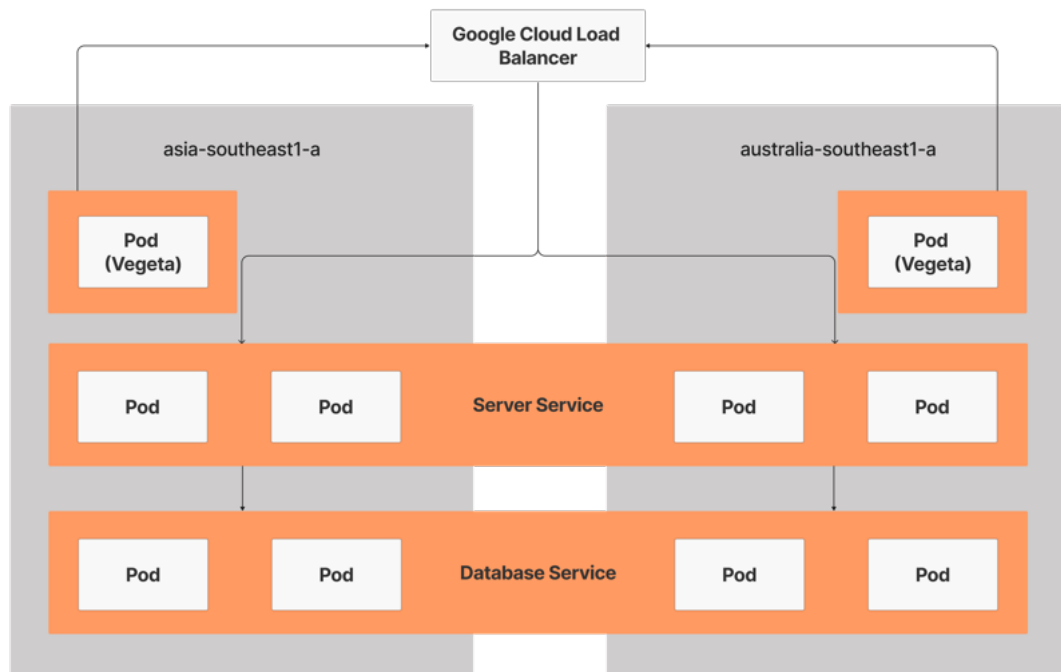 Google Cloud Load
Balancer
asia-southeast1-a
australia-southeast1-a
Pod
(Vegeta)
Pod
(Vegeta)
Pod
Pod
Server Service
Pod
Pod
Pod
Pod
Database Service
Pod
Pod